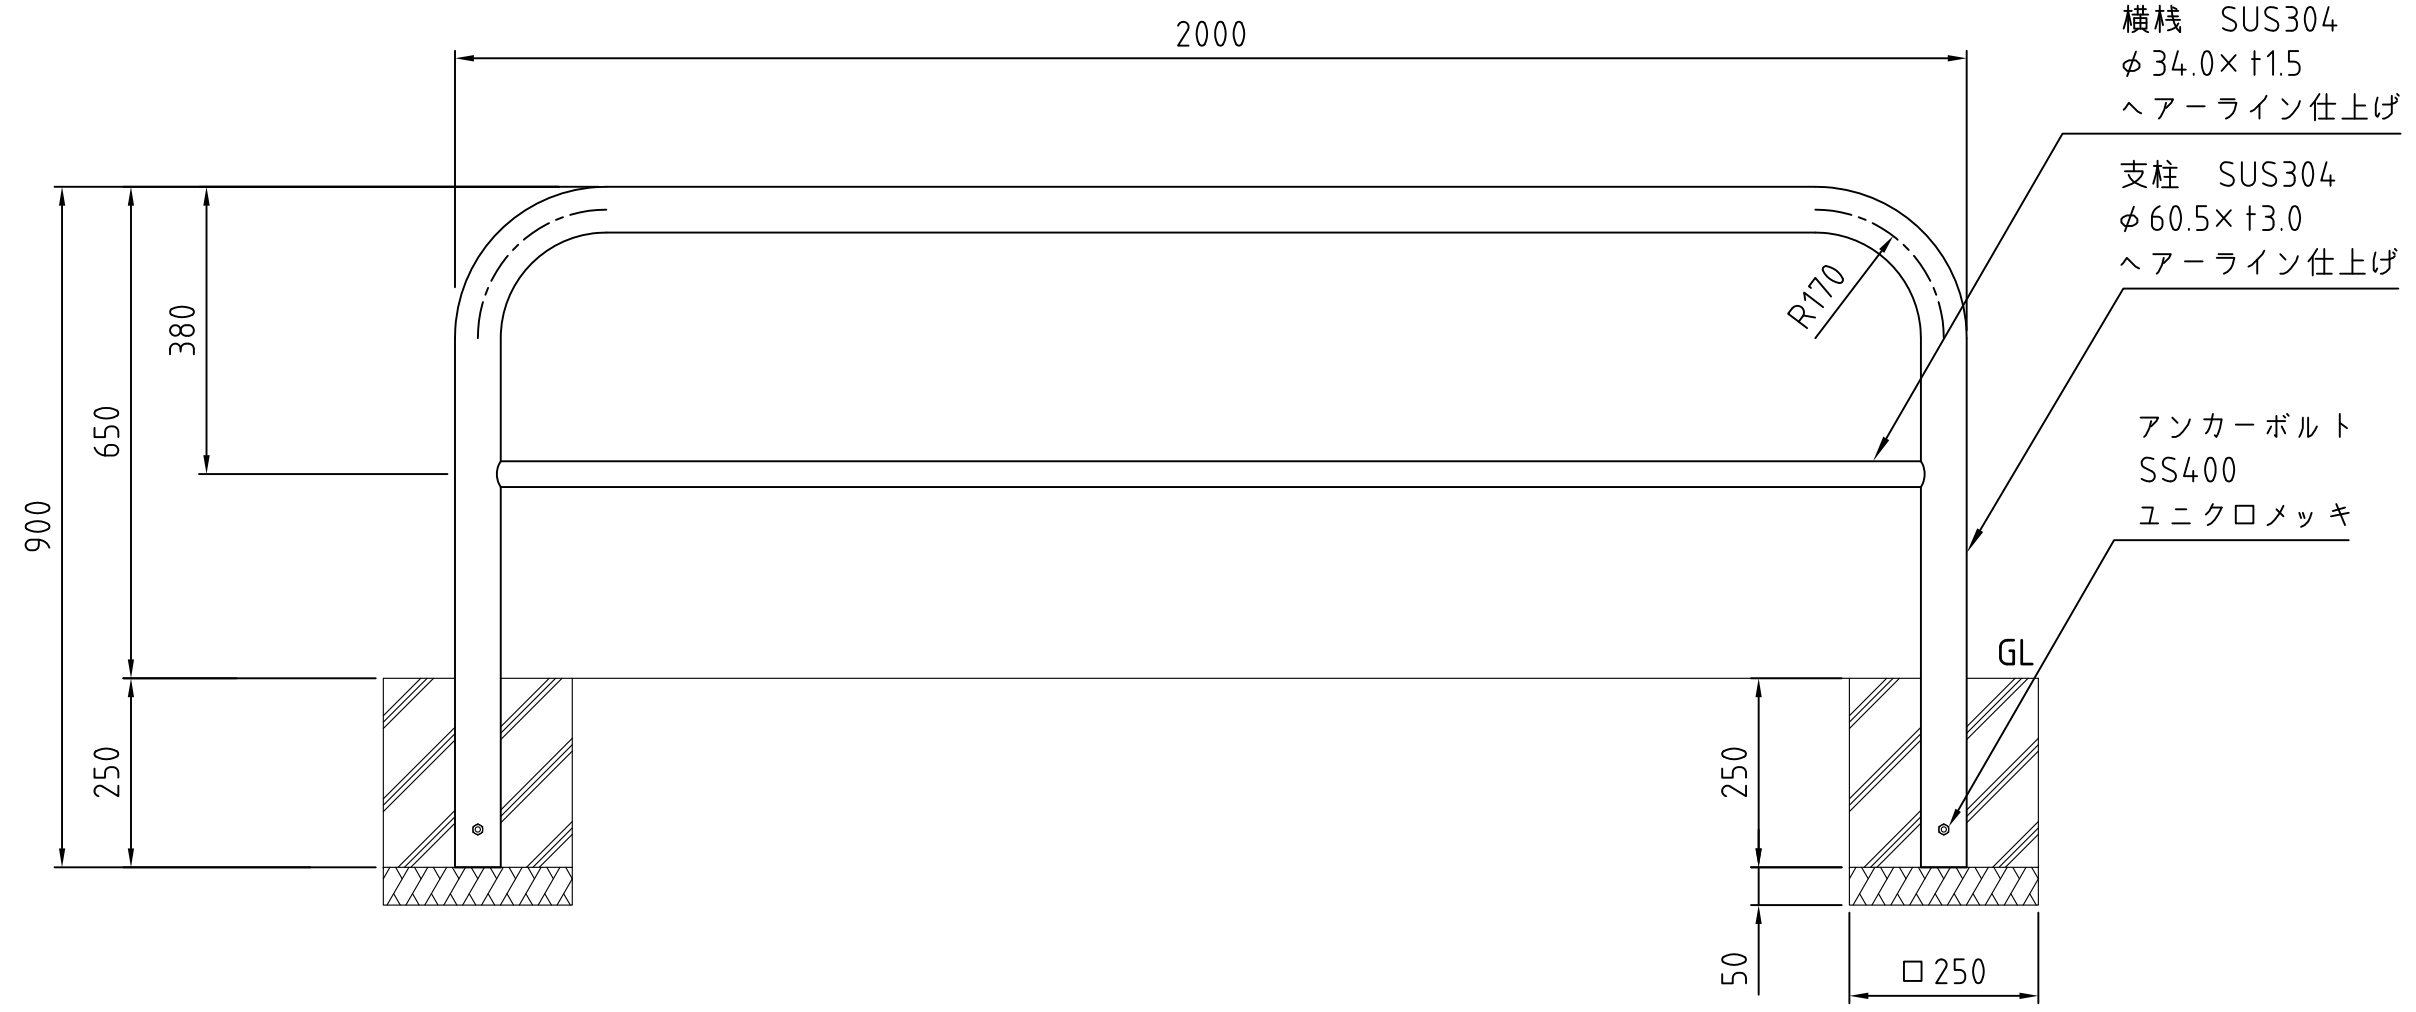 2000
横桟　SUS304
φ34.0×t1.5
ヘアーライン仕上げ
支柱　SUS304
φ60.5×t3.0
ヘアーライン仕上げ
R170
380
650
900
アンカーボルト
SS400
ユニクロメッキ
GL
250
250
50
□250